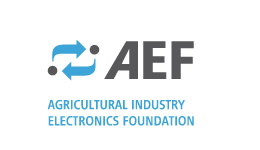 AEF
AGRICULTURAL INDUSTRY
ELECTRONICS FOUNDATION